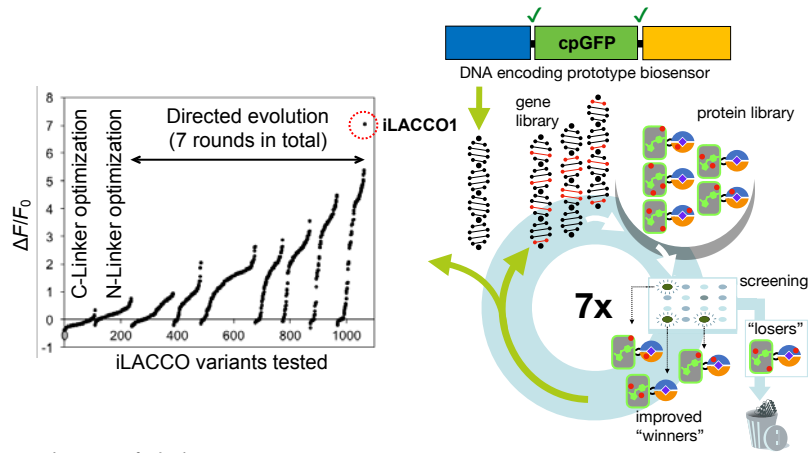 ΔF/F0
8
7
6
5
4
3
2
1
0
-1
C-Linker optimization
N-Linker optimization
Directed evolution
(7 rounds in total)
iLACCO1
0
200
400
600
800
1000
iLACCO variants tested
✓
✓
cpGFP
DNA encoding prototype biosensor
gene
library
protein library
7x
screening
"losers"
improved
"winners"